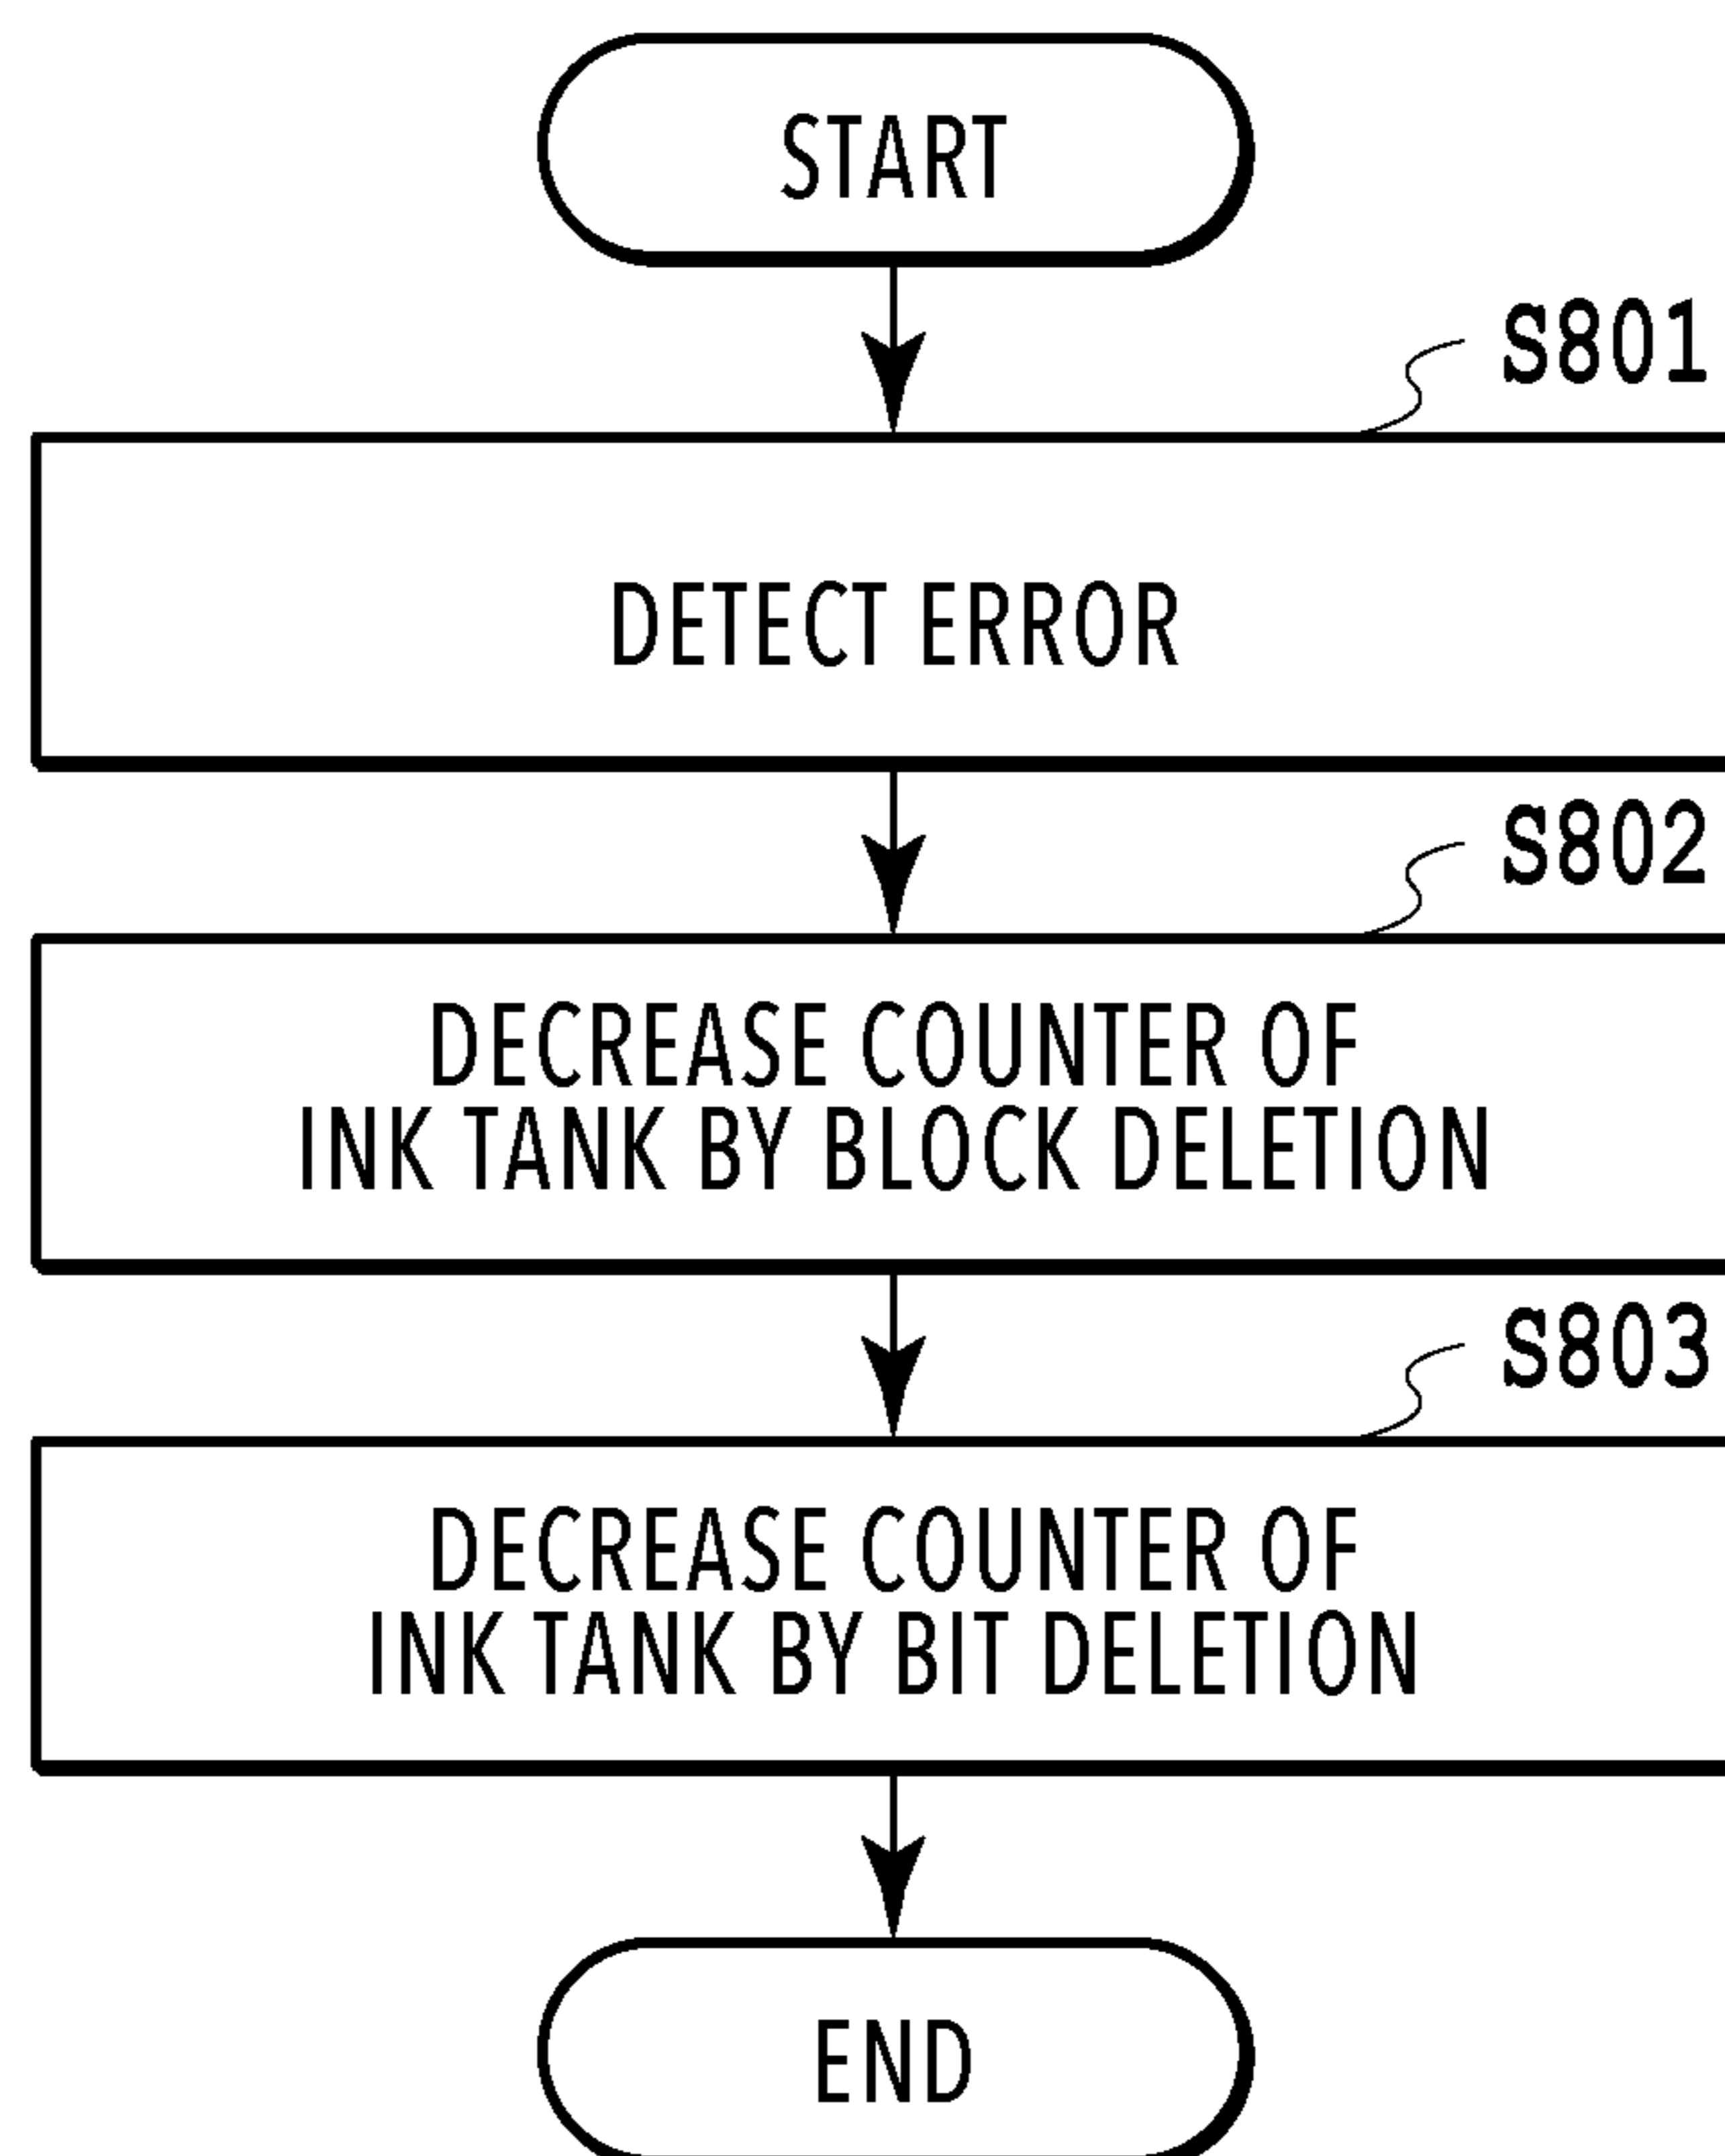 START
S801
DETECT ERROR
S802
DECREASE COUNTER OF
INK TANK BY BLOCK DELETION
S803
DECREASE COUNTER OF
INK TANK BY BIT DELETION
END